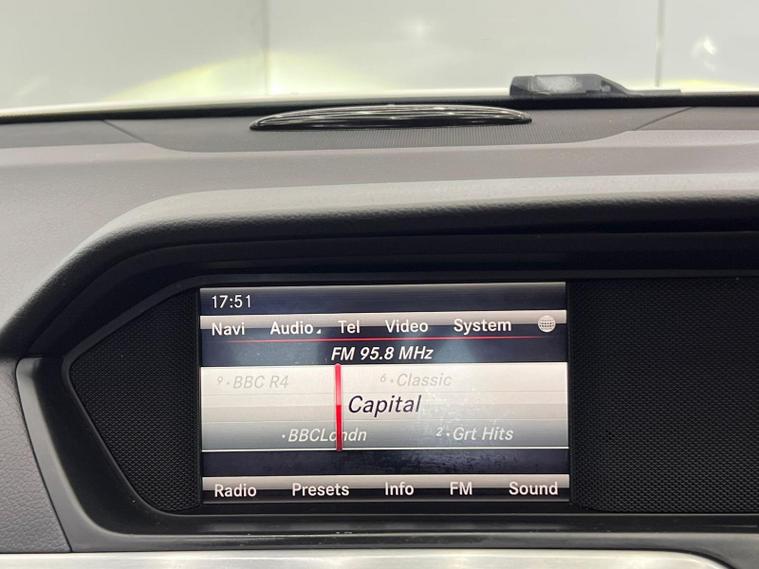 17:51
Navi Audio Tel Video System
FM 95.8 MHz
9·BBC R4 6·Classic
Capital
·BBCLondn 2·Grt Hits
Radio Presets Info FM Sound